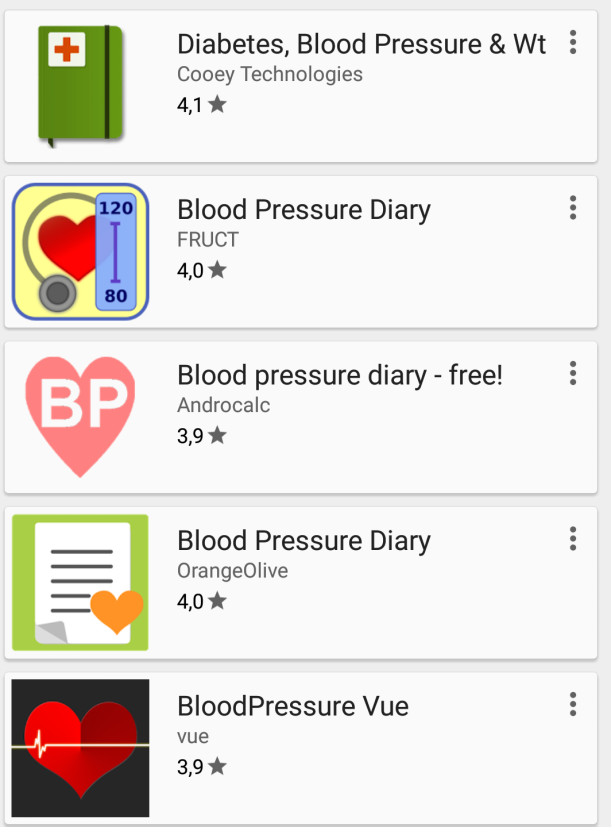 Diabetes, Blood Pressure & Wt
Cooey Technologies
4,1
120
80
Blood Pressure Diary
FRUCT
4,0
BP
Blood pressure diary - free!
Androcalc
3,9
Blood Pressure Diary
OrangeOlive
4,0
BloodPressure Vue
vue
3,9